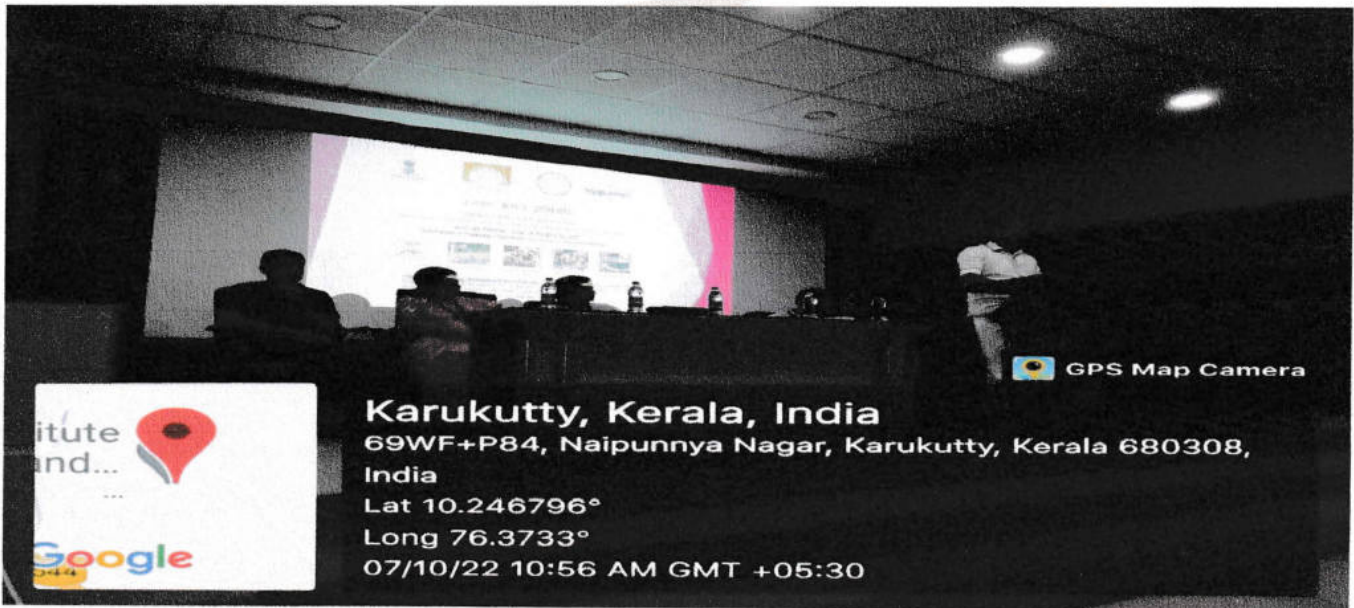 GPS Map Camera
itute
and...
...
Google
544
Karukutty, Kerala, India
69WF+P84, Naipunnya Nagar, Karukutty, Kerala 680308,
India
Lat 10.246796°
Long 76.3733°
07/10/22 10:56 AM GMT +05:30